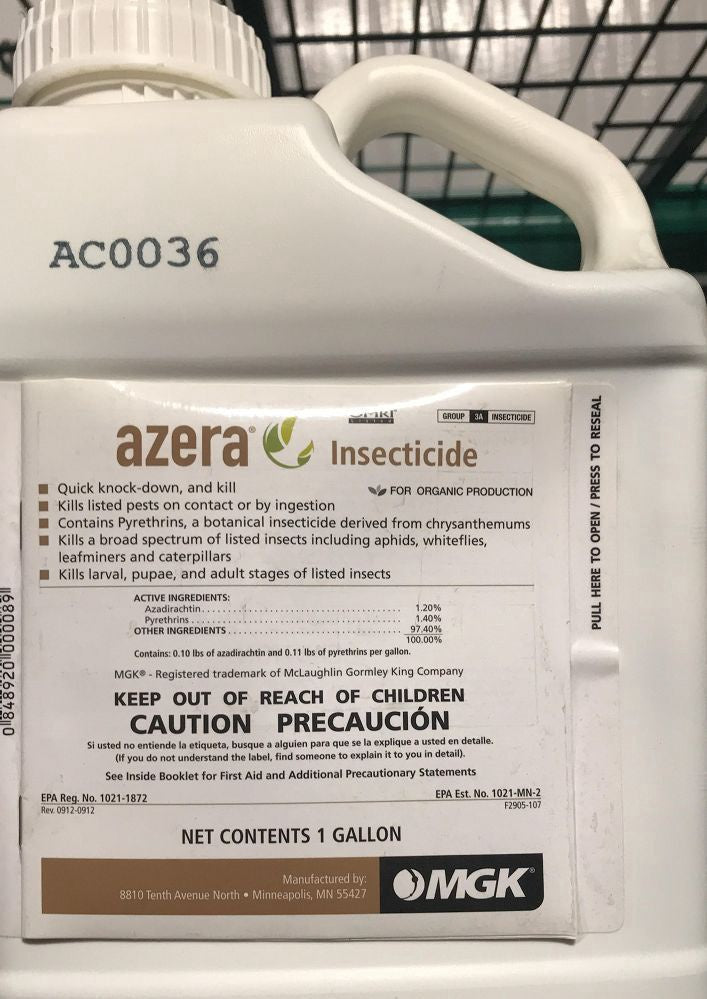 AC0036
OMRI
LISTED
GROUP 3A INSECTICIDE
azera® Insecticide
FOR ORGANIC PRODUCTION
■ Quick knock-down, and kill
■ Kills listed pests on contact or by ingestion
■ Contains Pyrethrins, a botanical insecticide derived from chrysanthemums
■ Kills a broad spectrum of listed insects including aphids, whiteflies,
leafminers and caterpillars
■ Kills larval, pupae, and adult stages of listed insects
ACTIVE INGREDIENTS:
Azadirachtin........................................ 1.20%
Pyrethrins.......................................... 1.40%
OTHER INGREDIENTS.................................. 97.40%
100.00%
Contains: 0.10 lbs of azadirachtin and 0.11 lbs of pyrethrins per gallon.
MGK® - Registered trademark of McLaughlin Gormley King Company
KEEP OUT OF REACH OF CHILDREN
CAUTION PRECAUCIÓN
Si usted no entiende la etiqueta, busque a alguien para que se la explique a usted en detalle.
(If you do not understand the label, find someone to explain it to you in detail).
See Inside Booklet for First Aid and Additional Precautionary Statements
EPA Reg. No. 1021-1872 EPA Est. No. 1021-MN-2
Rev. 0912-0912 F2905-107
NET CONTENTS 1 GALLON
Manufactured by:
8810 Tenth Avenue North • Minneapolis, MN 55427
MGK®
PULL HERE TO OPEN / PRESS TO RESEAL
0 848920 000089